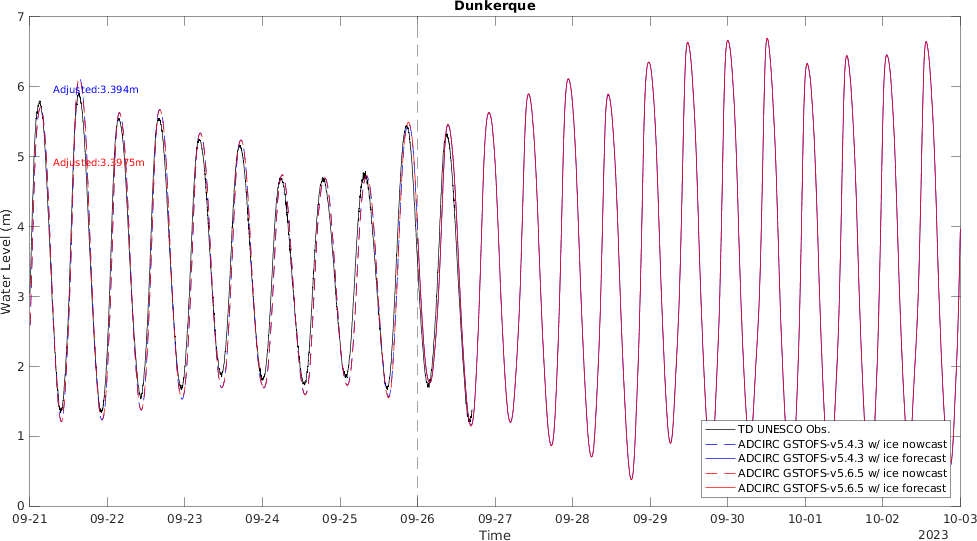 Dunkerque
7
6
5
4
3
2
1
0
Water Level (m)
Adjusted:3.394m
Adjusted:3.3975m
TD UNESCO Obs.
ADCIRC GSTOFS-v5.4.3 w/ ice nowcast
ADCIRC GSTOFS-v5.4.3 w/ ice forecast
ADCIRC GSTOFS-v5.6.5 w/ ice nowcast
ADCIRC GSTOFS-v5.6.5 w/ ice forecast
09-21 09-22 09-23 09-24 09-25 09-26 09-27 09-28 09-29 09-30 10-01 10-02 10-03
Time
2023